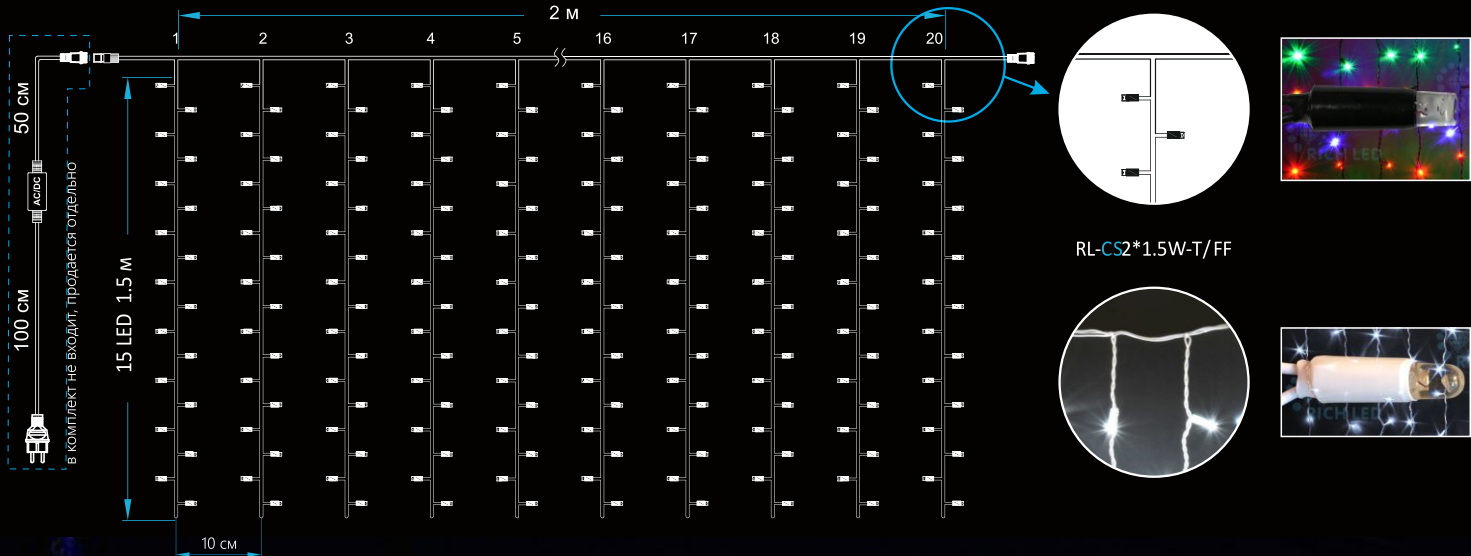 2 м
1 2 3 4 5 16 17 18 19 20
50 см
AC/DC
100 см
в комплект не входит, продается отдельно
15 LED 1.5 м
10 см
RICH LED
RL-CS2*1.5W-T/FF
RICH LED